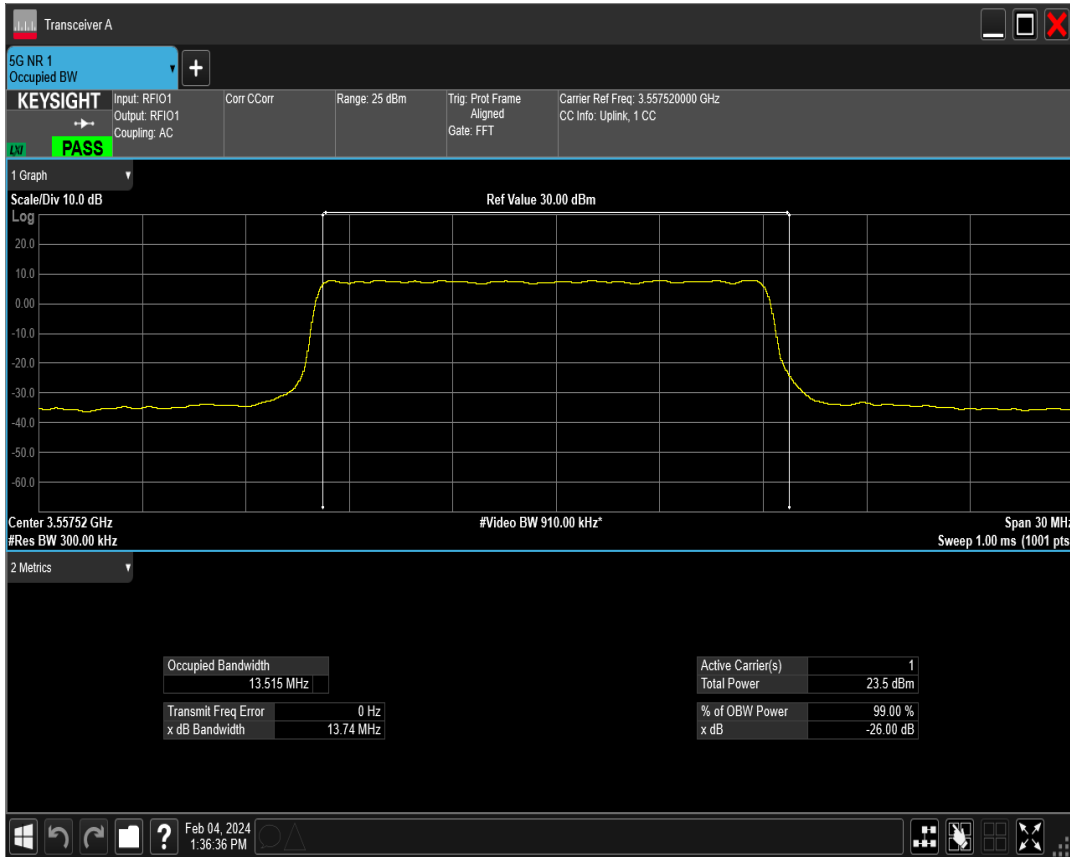 Transceiver A
5G NR 1
Occupied BW
KEYSIGHT
Input: RFIO1
Output: RFIO1
Coupling: AC
Corr CCorr
Range: 25 dBm
Trig: Prot Frame
Aligned
Gate: FFT
Carrier Ref Freq: 3.557520000 GHz
CC Info: Uplink, 1 CC
LXI
PASS
1 Graph
Scale/Div 10.0 dB
Ref Value 30.00 dBm
Log
20.0
10.0
0.00
-10.0
-20.0
-30.0
-40.0
-50.0
-60.0
Center 3.55752 GHz
#Video BW 910.00 kHz*
Span 30 MHz
#Res BW 300.00 kHz
Sweep 1.00 ms (1001 pts
2 Metrics
Occupied Bandwidth
13.515 MHz
Transmit Freq Error 0 Hz
x dB Bandwidth 13.74 MHz
Active Carrier(s) 1
Total Power 23.5 dBm
% of OBW Power 99.00 %
x dB -26.00 dB
?
Feb 04, 2024
1:36:36 PM